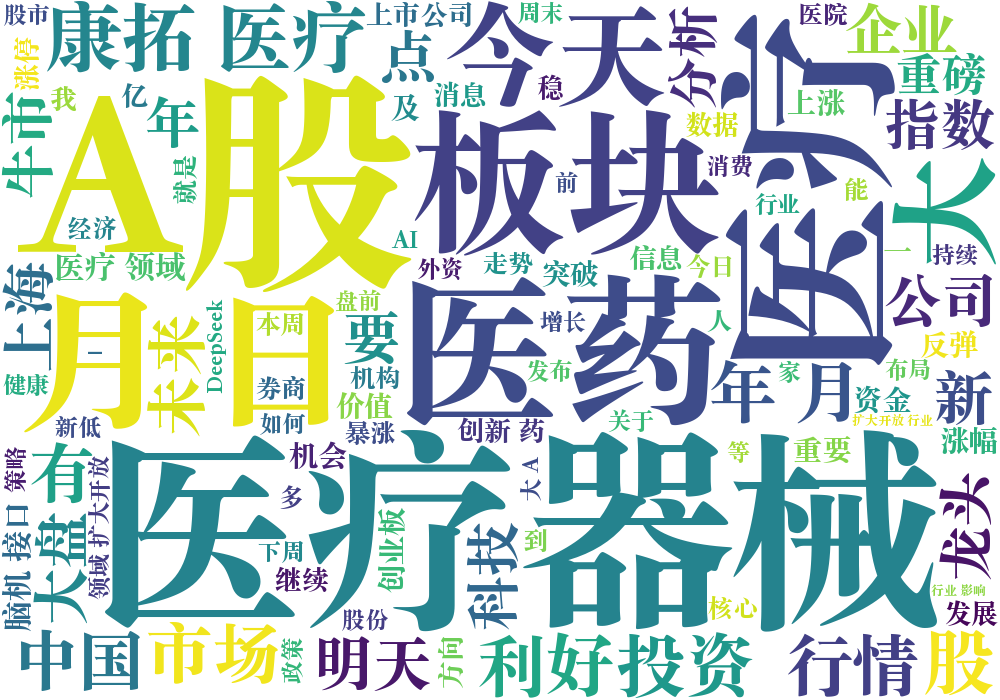 股市
康拓 医疗
上市公司
点
今天
周末
分析
医院
企业
重磅
涨停
我
亿
年
及
消息
稳
数据
上涨
指数
牛市
A股
板块
医疗
大
就是
前
消费
行业
能
经济
AI
医疗 领域
外资
走势
突破
信息
今日
一
持续
上海
月
一
日
盘前
医药
公司
未来
DeepSeek
本周
要
增长
人
反弹
健康
券商
机构
发布
年 月
家
布局
新
如何
价值
资金
新低
暴涨
创新 药
关于
扩大开放 行业
涨幅
策略
有
机会
医疗器械
大 A
等
重要
龙头
脑机 接口
大盘
领域 扩大开放
多
下周
继续
创业板
科技
到
行业 影响
股份
核心
发展
中国
市场
政策
明天
方向
利好
投资
行情
股